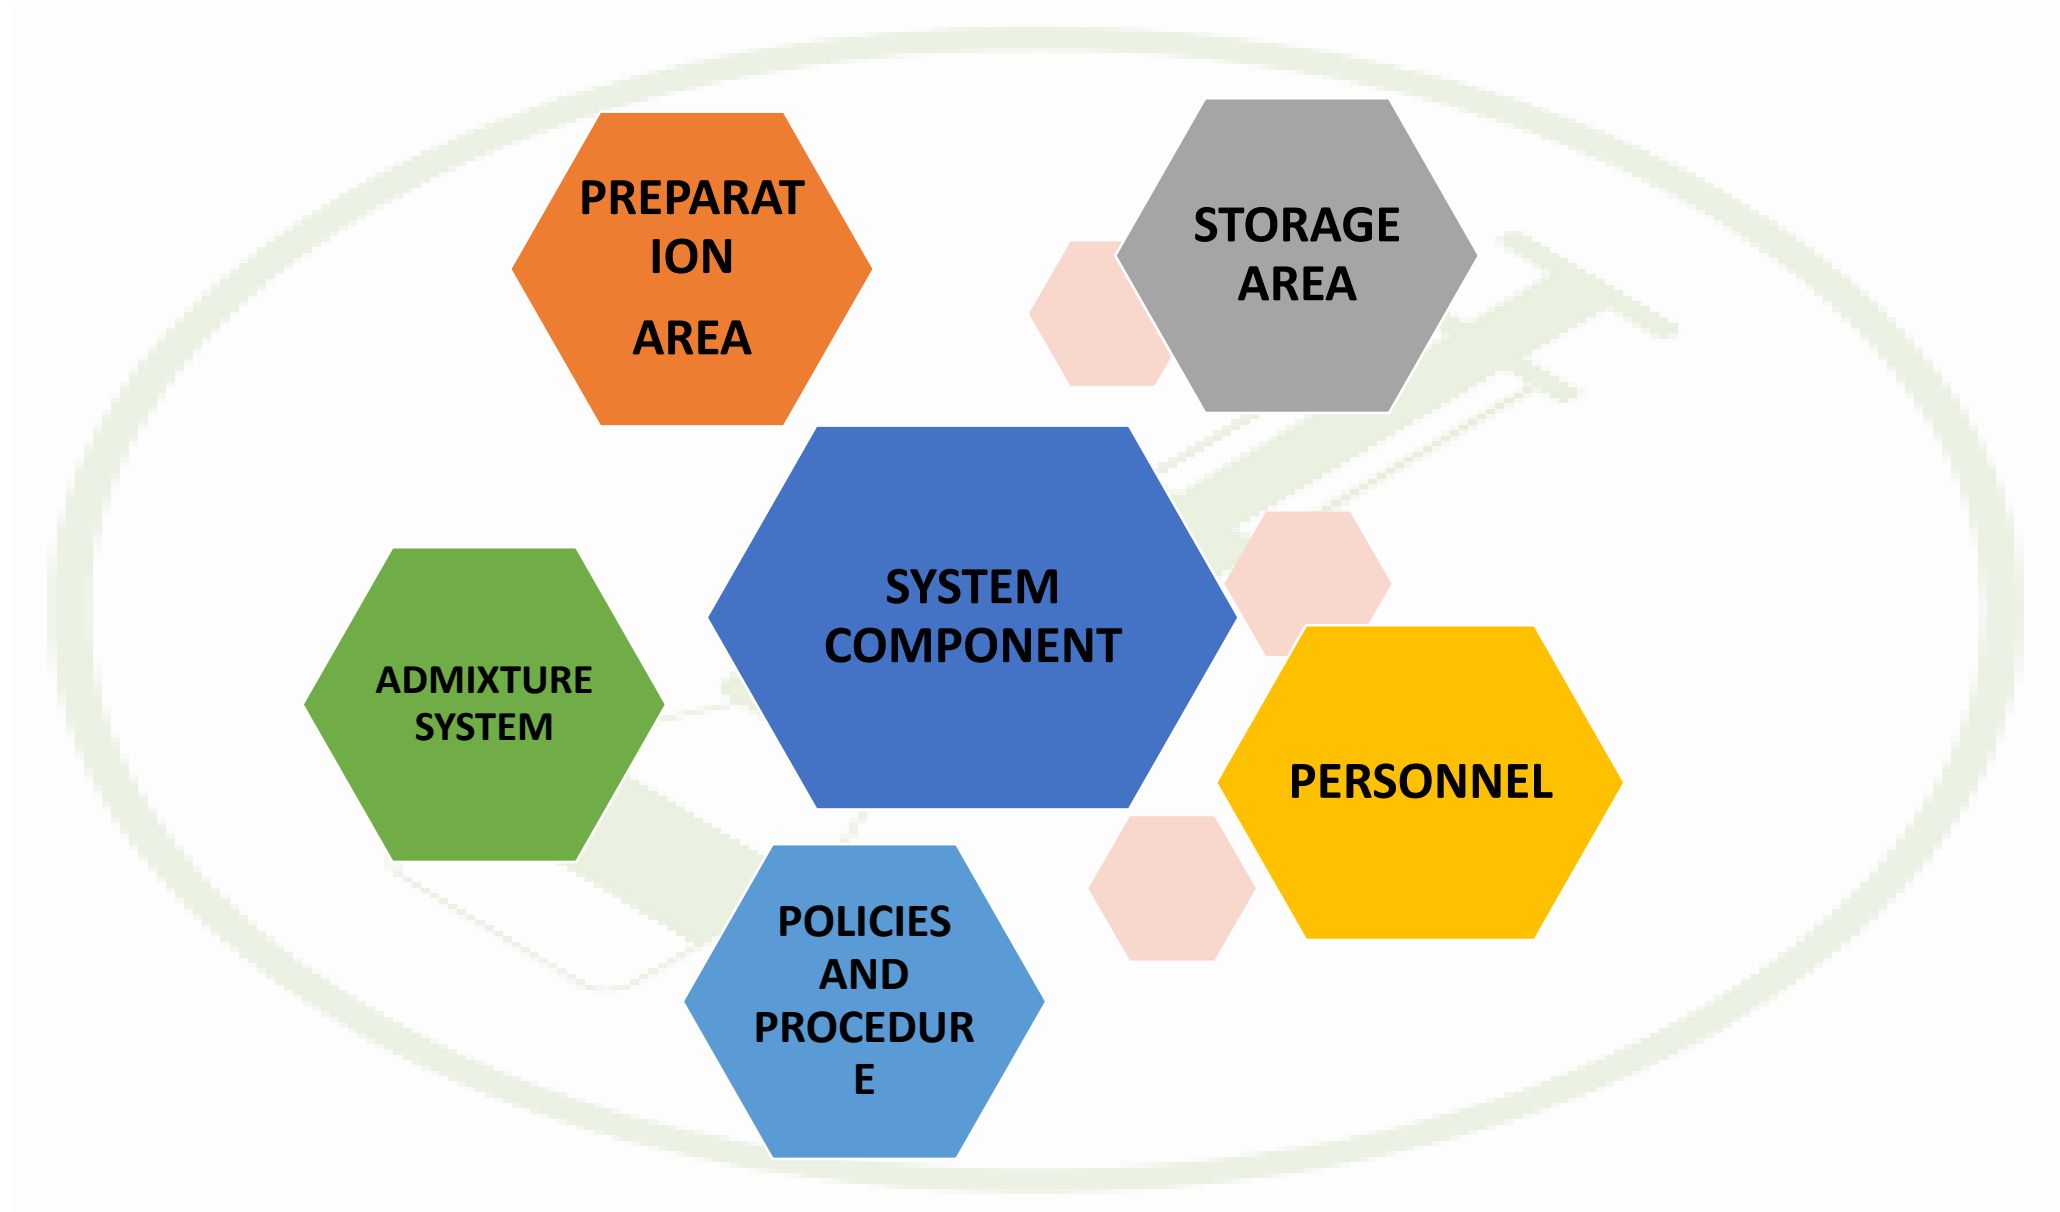 PREPARAT
ION
AREA
STORAGE
AREA
SYSTEM
COMPONENT
ADMIXTURE
SYSTEM
PERSONNEL
POLICIES
AND
PROCEDUR
E